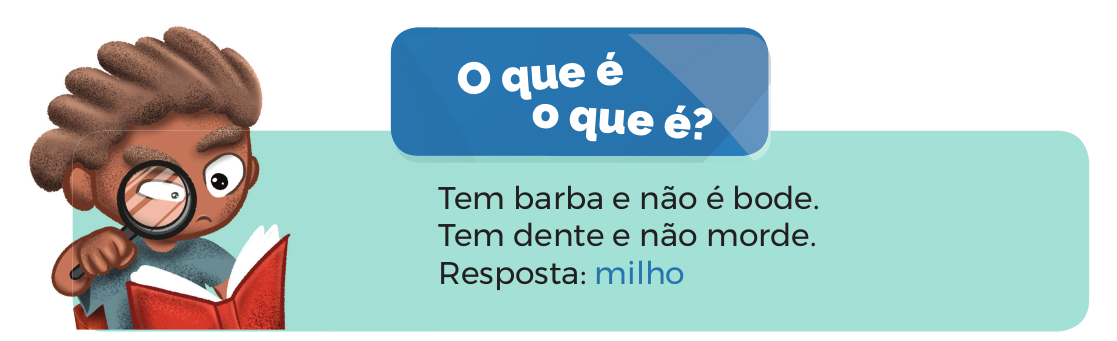 O que é
o que é?
Tem barba e não é bode.
Tem dente e não morde.
Resposta: milho